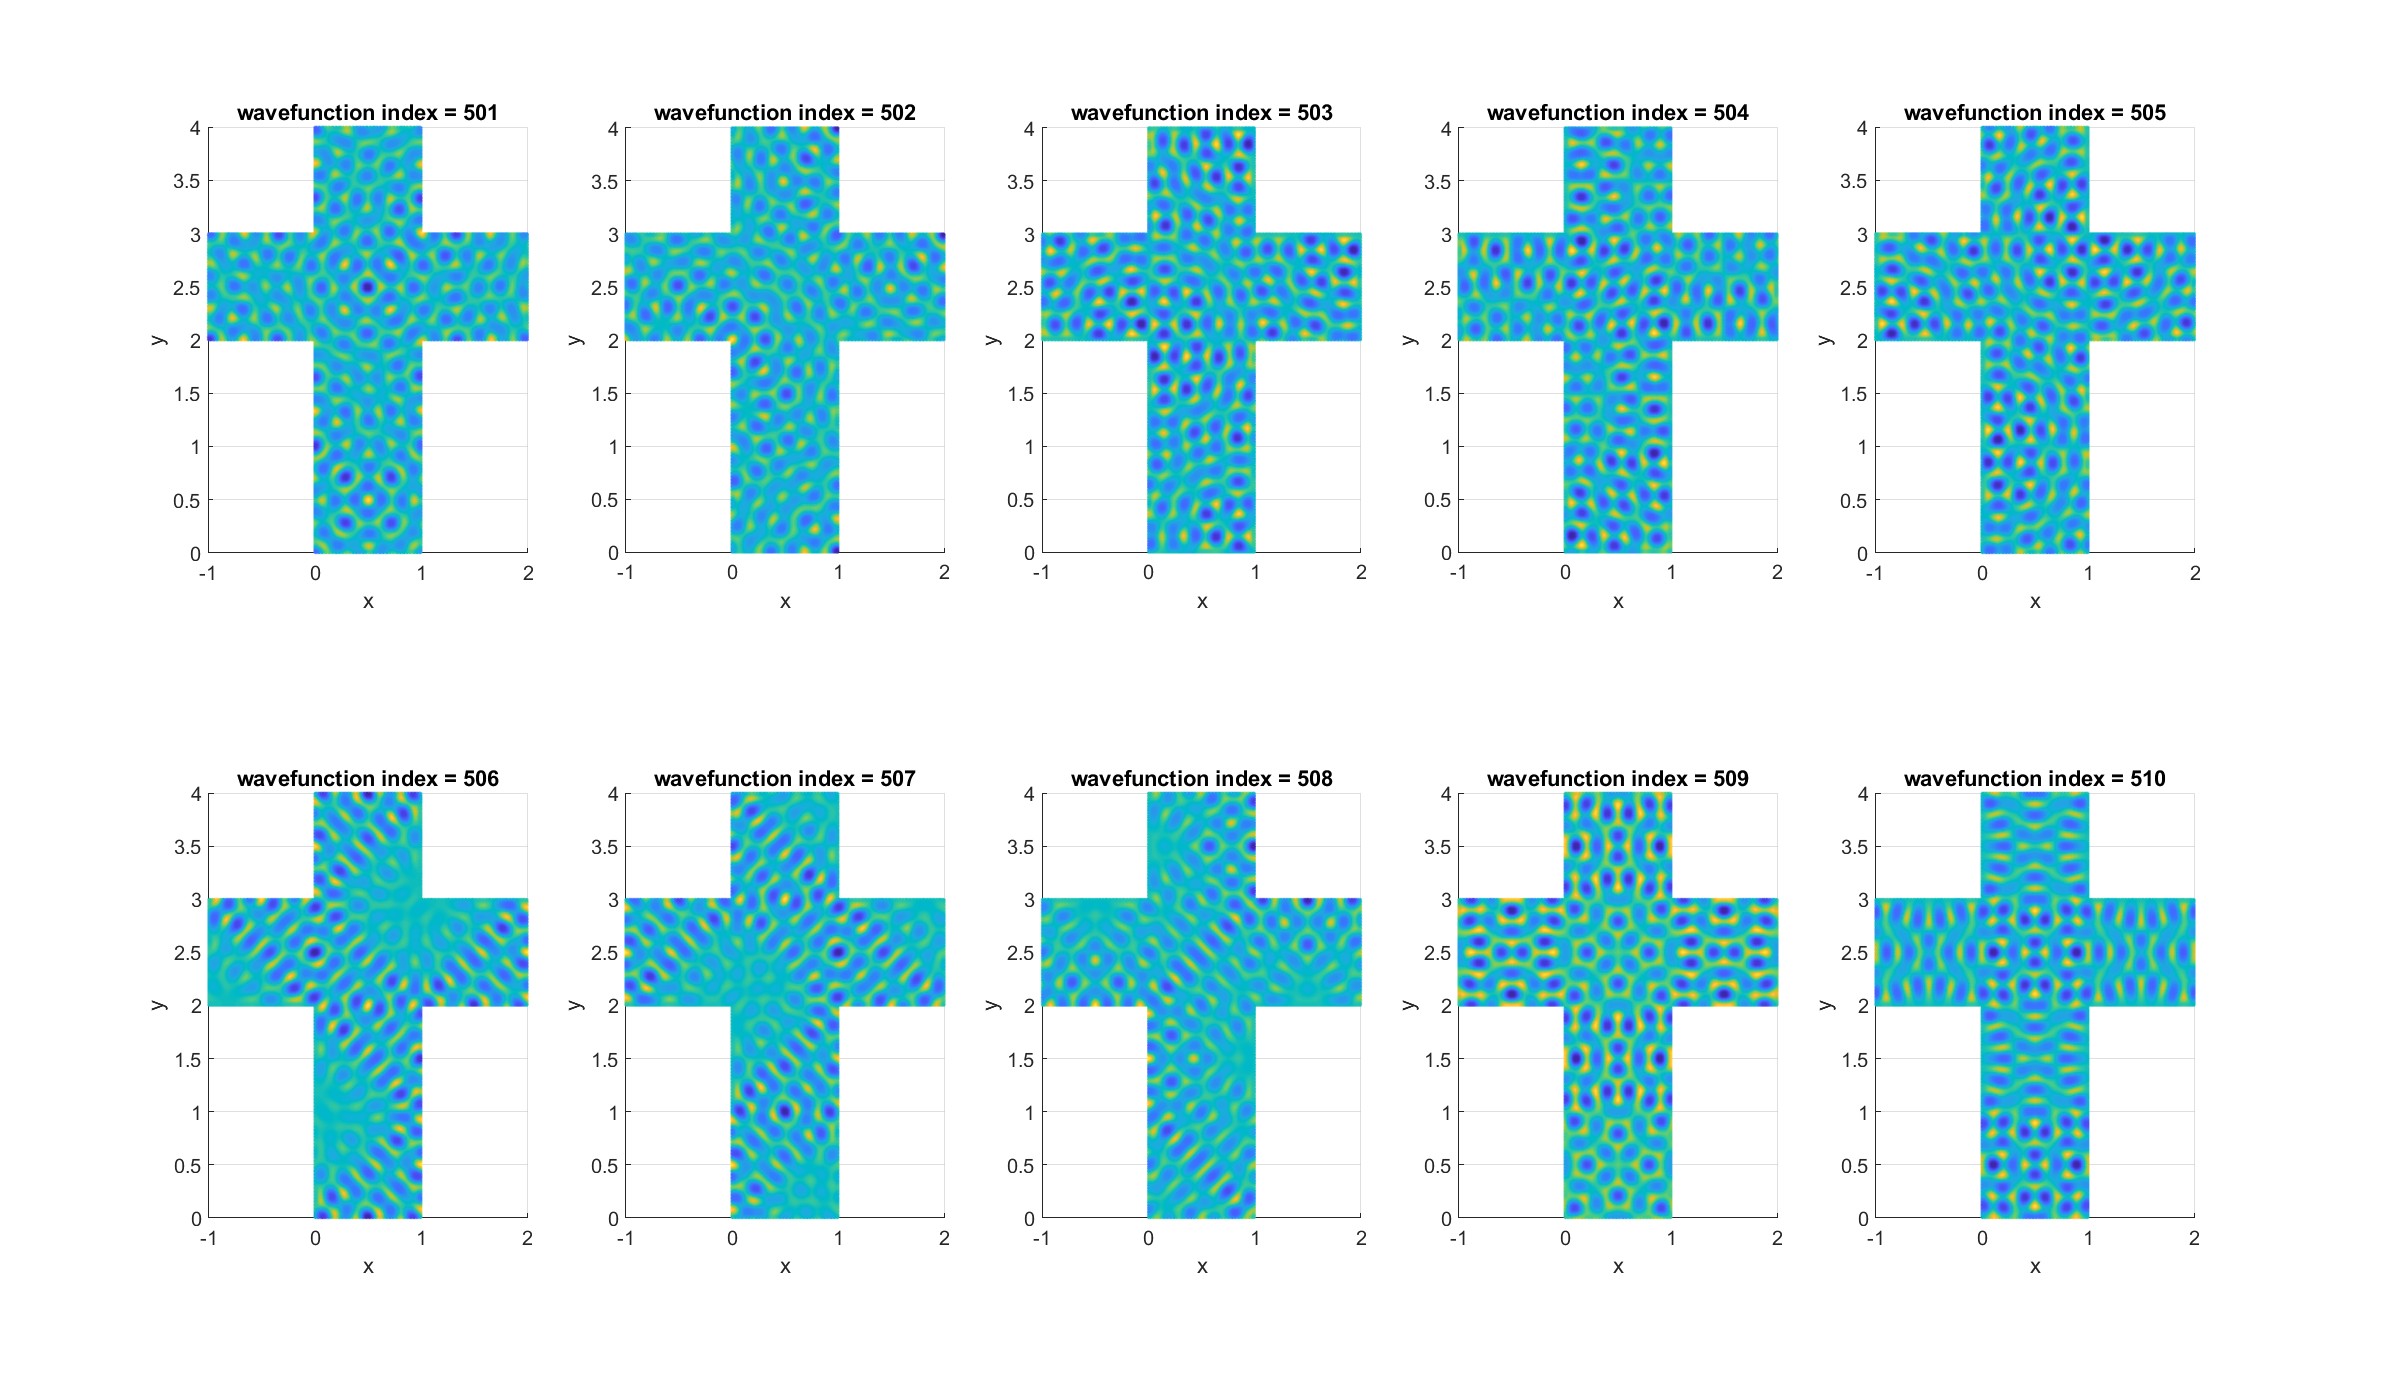 wavefunction index = 501
wavefunction index = 502
wavefunction index = 503
wavefunction index = 504
wavefunction index = 505
4 3.5 3 2.5 2 1.5 1 0.5 0
y
-1 0 1 2
x
4 3.5 3 2.5 2 1.5 1 0.5 0
y
-1 0 1 2
x
4 3.5 3 2.5 2 1.5 1 0.5 0
y
-1 0 1 2
x
4 3.5 3 2.5 2 1.5 1 0.5 0
y
-1 0 1 2
x
4 3.5 3 2.5 2 1.5 1 0.5 0
y
-1 0 1 2
x
wavefunction index = 506
wavefunction index = 507
wavefunction index = 508
wavefunction index = 509
wavefunction index = 510
4 3.5 3 2.5 2 1.5 1 0.5 0
y
-1 0 1 2
x
4 3.5 3 2.5 2 1.5 1 0.5 0
y
-1 0 1 2
x
4 3.5 3 2.5 2 1.5 1 0.5 0
y
-1 0 1 2
x
4 3.5 3 2.5 2 1.5 1 0.5 0
y
-1 0 1 2
x
4 3.5 3 2.5 2 1.5 1 0.5 0
y
-1 0 1 2
x